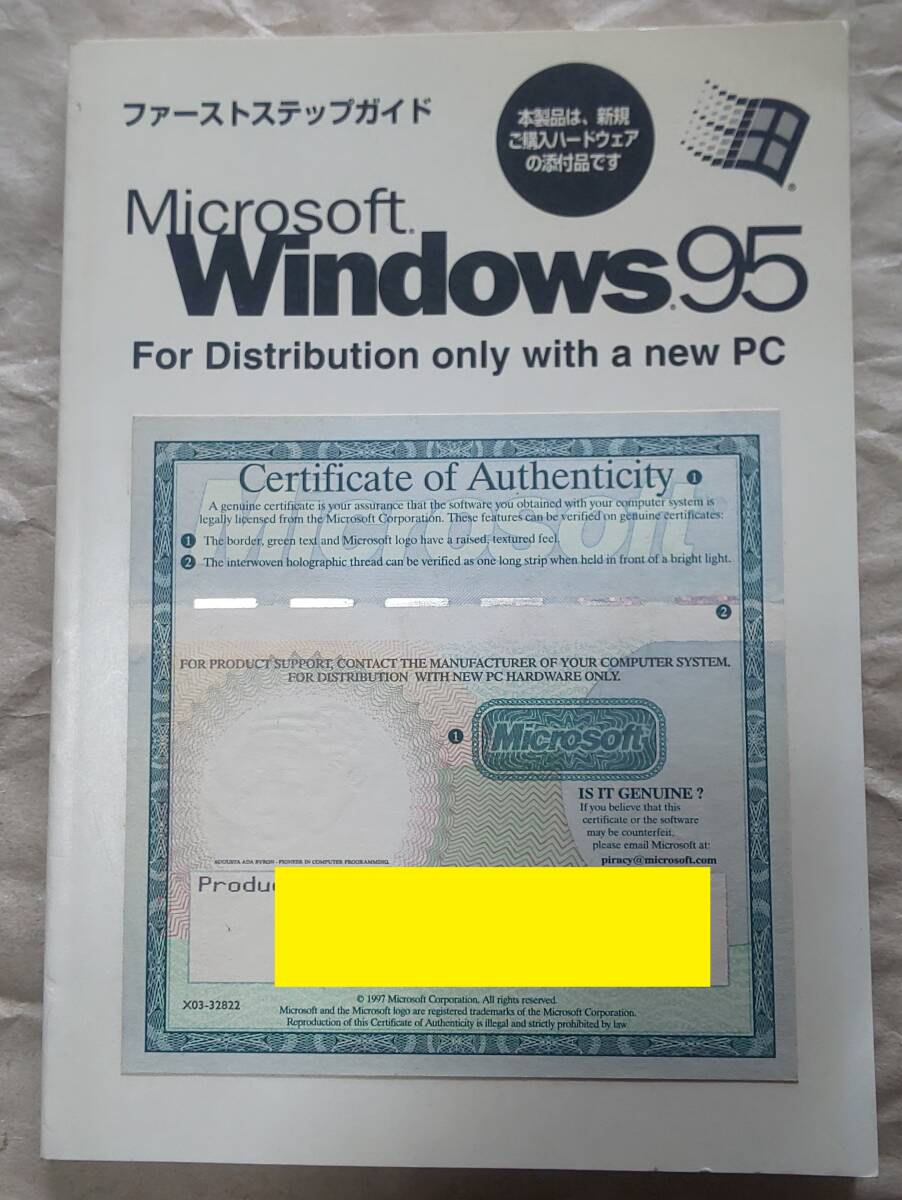 ファーストステップガイド
本製品は、新規
ご購入ハードウェア
の添付品です
Microsoft®
Windows®95
For Distribution only with a new PC
Certificate of Authenticity ❶
A genuine certificate is your assurance that the software you obtained with your computer system is
legally licensed from the Microsoft Corporation. These features can be verified on genuine certificates:
❶ The border, green text and Microsoft logo have a raised, textured feel.
❷ The interwoven holographic thread can be verified as one long strip when held in front of a bright light.
Microsoft
❷
FOR PRODUCT SUPPORT, CONTACT THE MANUFACTURER OF YOUR COMPUTER SYSTEM.
FOR DISTRIBUTION WITH NEW PC HARDWARE ONLY.
❶ Microsoft
IS IT GENUINE ?
If you believe that this
certificate or the software
may be counterfeit,
please email Microsoft at:
piracy@microsoft.com
AUGUSTA ADA BYRON - PIONEER IN COMPUTER PROGRAMMING.
Produc
X03-32822
© 1997 Microsoft Corporation. All rights reserved.
Microsoft and the Microsoft logo are registered trademarks of the Microsoft Corporation.
Reproduction of this Certificate of Authenticity is illegal and strictly prohibited by law